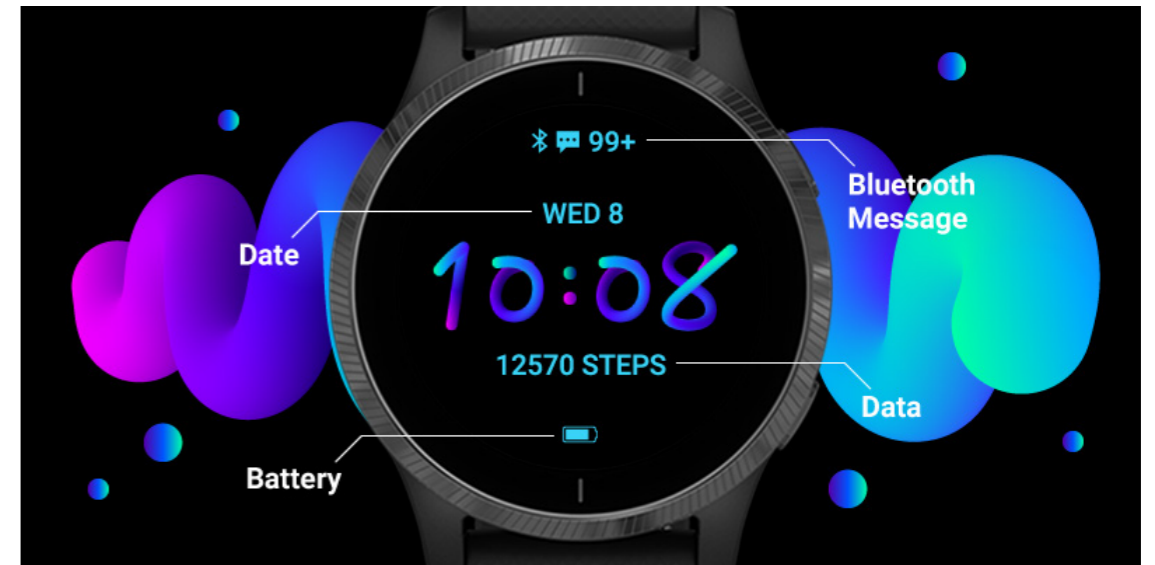 99+
Bluetooth
Message
WED 8
Date
10:08
12570 STEPS
Data
Battery